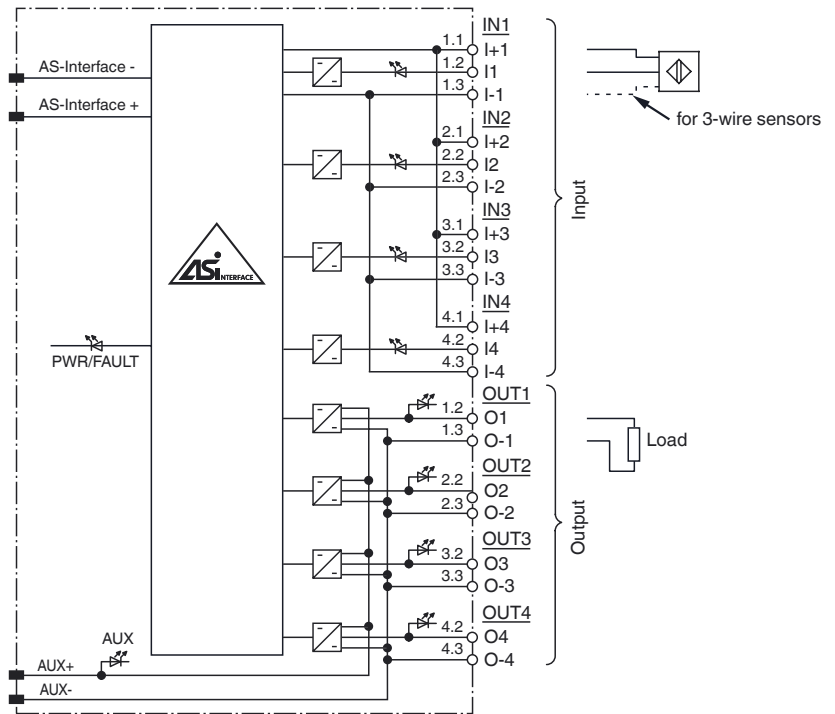 AS-Interface -
AS-Interface +
ASi INTERFACE
PWR/FAULT
AUX
AUX+
AUX-
IN1
1.1 I+1
1.2 I1
1.3 I-1
IN2
2.1 I+2
2.2 I2
2.3 I-2
IN3
3.1 I+3
3.2 I3
3.3 I-3
IN4
4.1 I+4
4.2 I4
4.3 I-4
OUT1
1.2 O1
1.3 O-1
OUT2
2.2 O2
2.3 O-2
OUT3
3.2 O3
3.3 O-3
OUT4
4.2 O4
4.3 O-4
Input
Output
for 3-wire sensors
Load